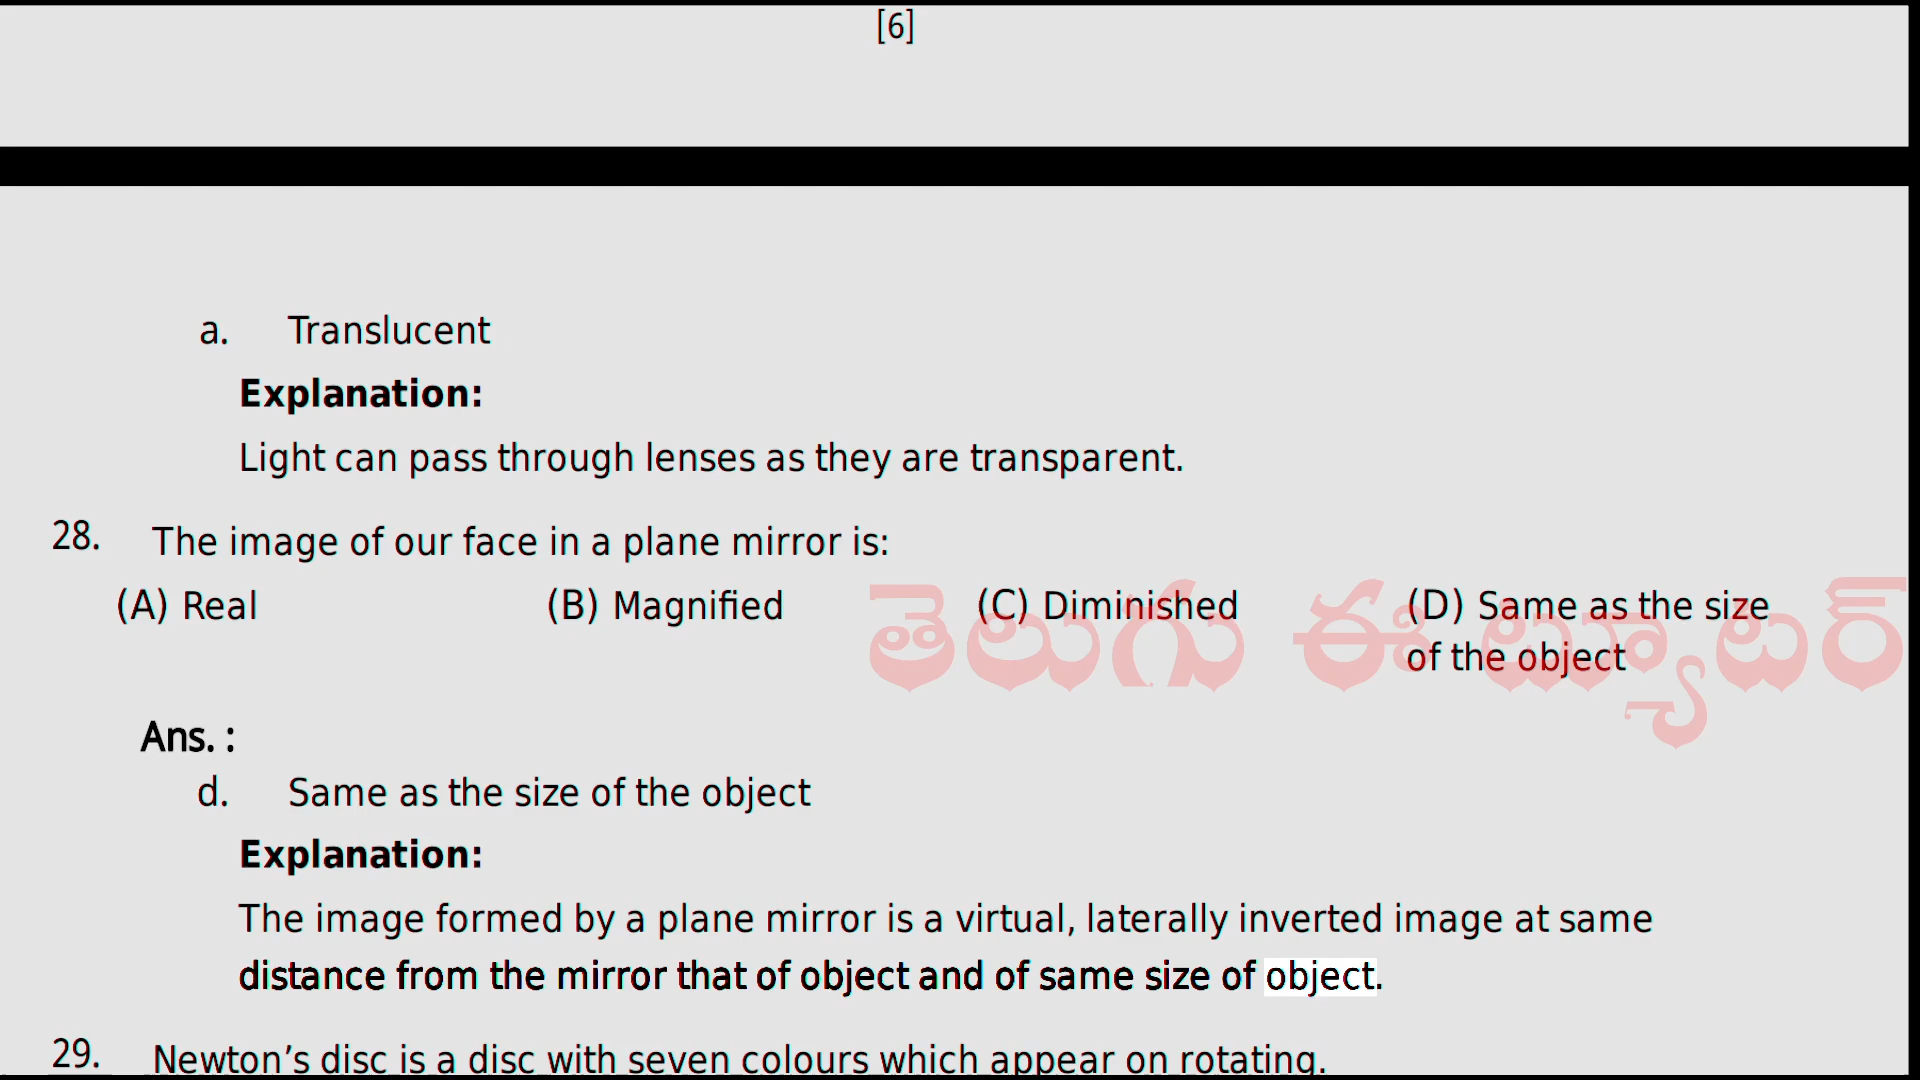 [6]
a. Translucent
Explanation:
Light can pass through lenses as they are transparent.
28. The image of our face in a plane mirror is:
(A) Real (B) Magnified (C) Diminished (D) Same as the size
of the object
తెలుగు ఈ ట్యూటర్
Ans. :
d. Same as the size of the object
Explanation:
The image formed by a plane mirror is a virtual, laterally inverted image at same
distance from the mirror that of object and of same size of object.
29. Newton's disc is a disc with seven colours which appear on rotating.